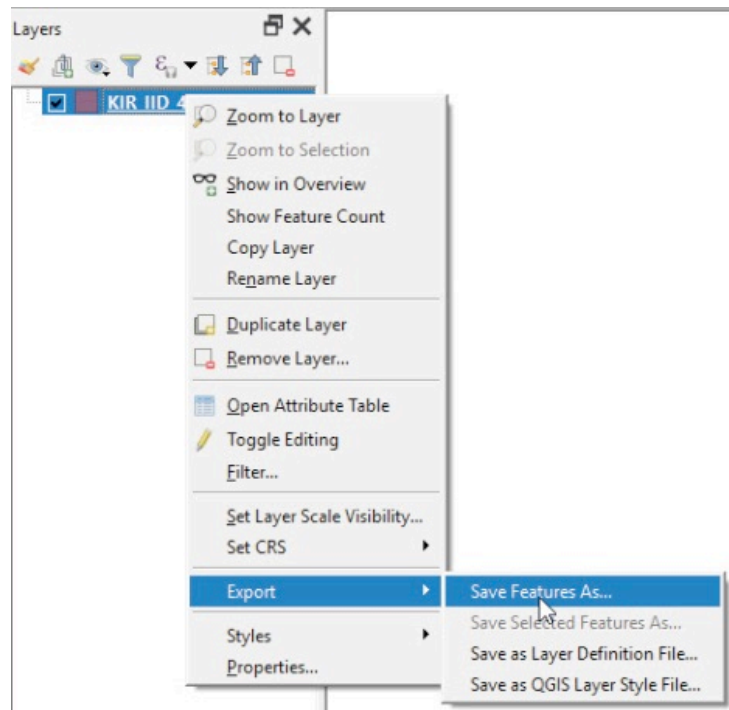 Layers
KIR IID 4
Zoom to Layer
Zoom to Selection
Show in Overview
Show Feature Count
Copy Layer
Rename Layer
Duplicate Layer
Remove Layer...
Open Attribute Table
Toggle Editing
Filter...
Set Layer Scale Visibility...
Set CRS
Export
Save Features As...
Save Selected Features As...
Save as Layer Definition File...
Save as QGIS Layer Style File...
Styles
Properties...